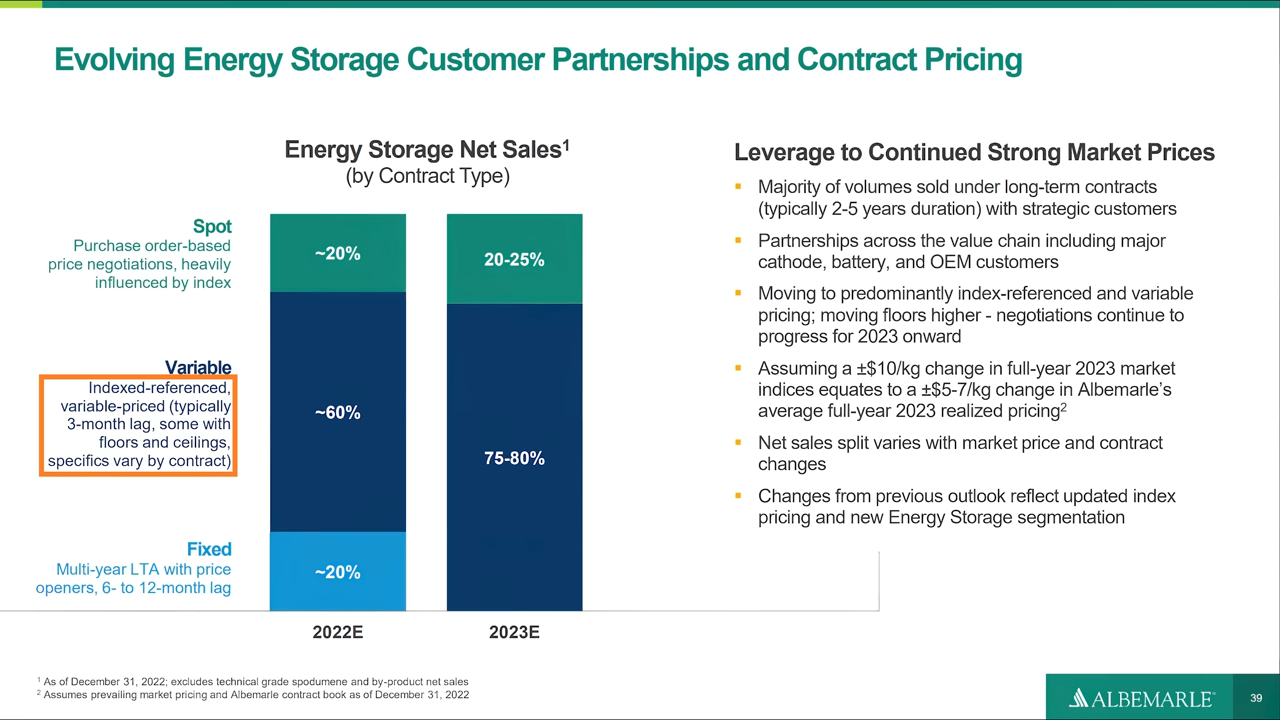 Evolving Energy Storage Customer Partnerships and Contract Pricing
Energy Storage Net Sales¹
(by Contract Type)
Spot
Purchase order-based
price negotiations, heavily
influenced by index
Variable
Indexed-referenced,
variable-priced (typically
3-month lag, some with
floors and ceilings,
specifics vary by contract)
Fixed
Multi-year LTA with price
openers, 6- to 12-month lag
~20%
~60%
~20%
2022E
20-25%
75-80%
2023E
Leverage to Continued Strong Market Prices
▪ Majority of volumes sold under long-term contracts
(typically 2-5 years duration) with strategic customers
▪ Partnerships across the value chain including major
cathode, battery, and OEM customers
▪ Moving to predominantly index-referenced and variable
pricing; moving floors higher - negotiations continue to
progress for 2023 onward
▪ Assuming a ±$10/kg change in full-year 2023 market
indices equates to a ±$5-7/kg change in Albemarle’s
average full-year 2023 realized pricing²
▪ Net sales split varies with market price and contract
changes
▪ Changes from previous outlook reflect updated index
pricing and new Energy Storage segmentation
¹ As of December 31, 2022; excludes technical grade spodumene and by-product net sales
² Assumes prevailing market pricing and Albemarle contract book as of December 31, 2022
ALBEMARLE™
39